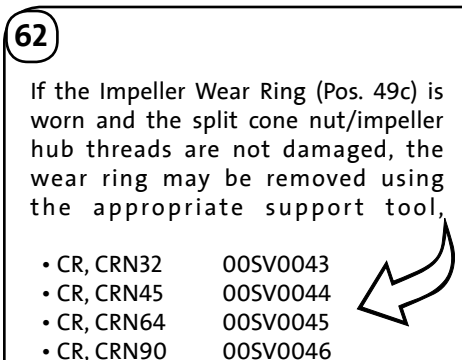 62
If the Impeller Wear Ring (Pos. 49c) is
worn and the split cone nut/impeller
hub threads are not damaged, the
wear ring may be removed using
the appropriate support tool,
• CR, CRN32 00SV0043
• CR, CRN45 00SV0044
• CR, CRN64 00SV0045
• CR, CRN90 00SV0046